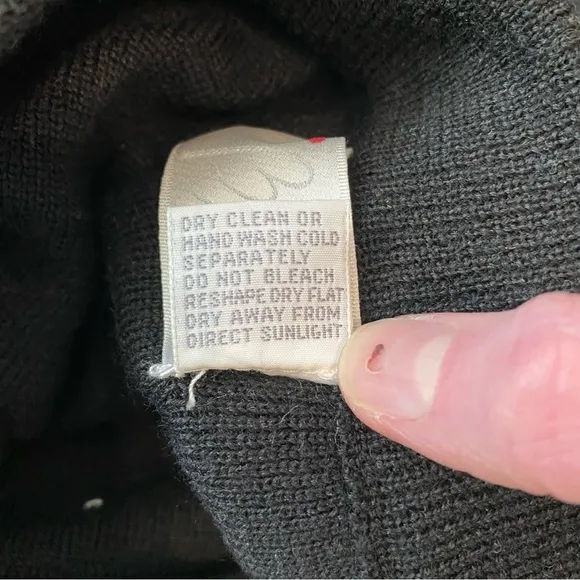 DRY CLEAN OR
HAND WASH COLD
SEPARATELY
DO NOT BLEACH
RESHAPE DRY FLAT
DRY AWAY FROM
DIRECT SUNLIGHT